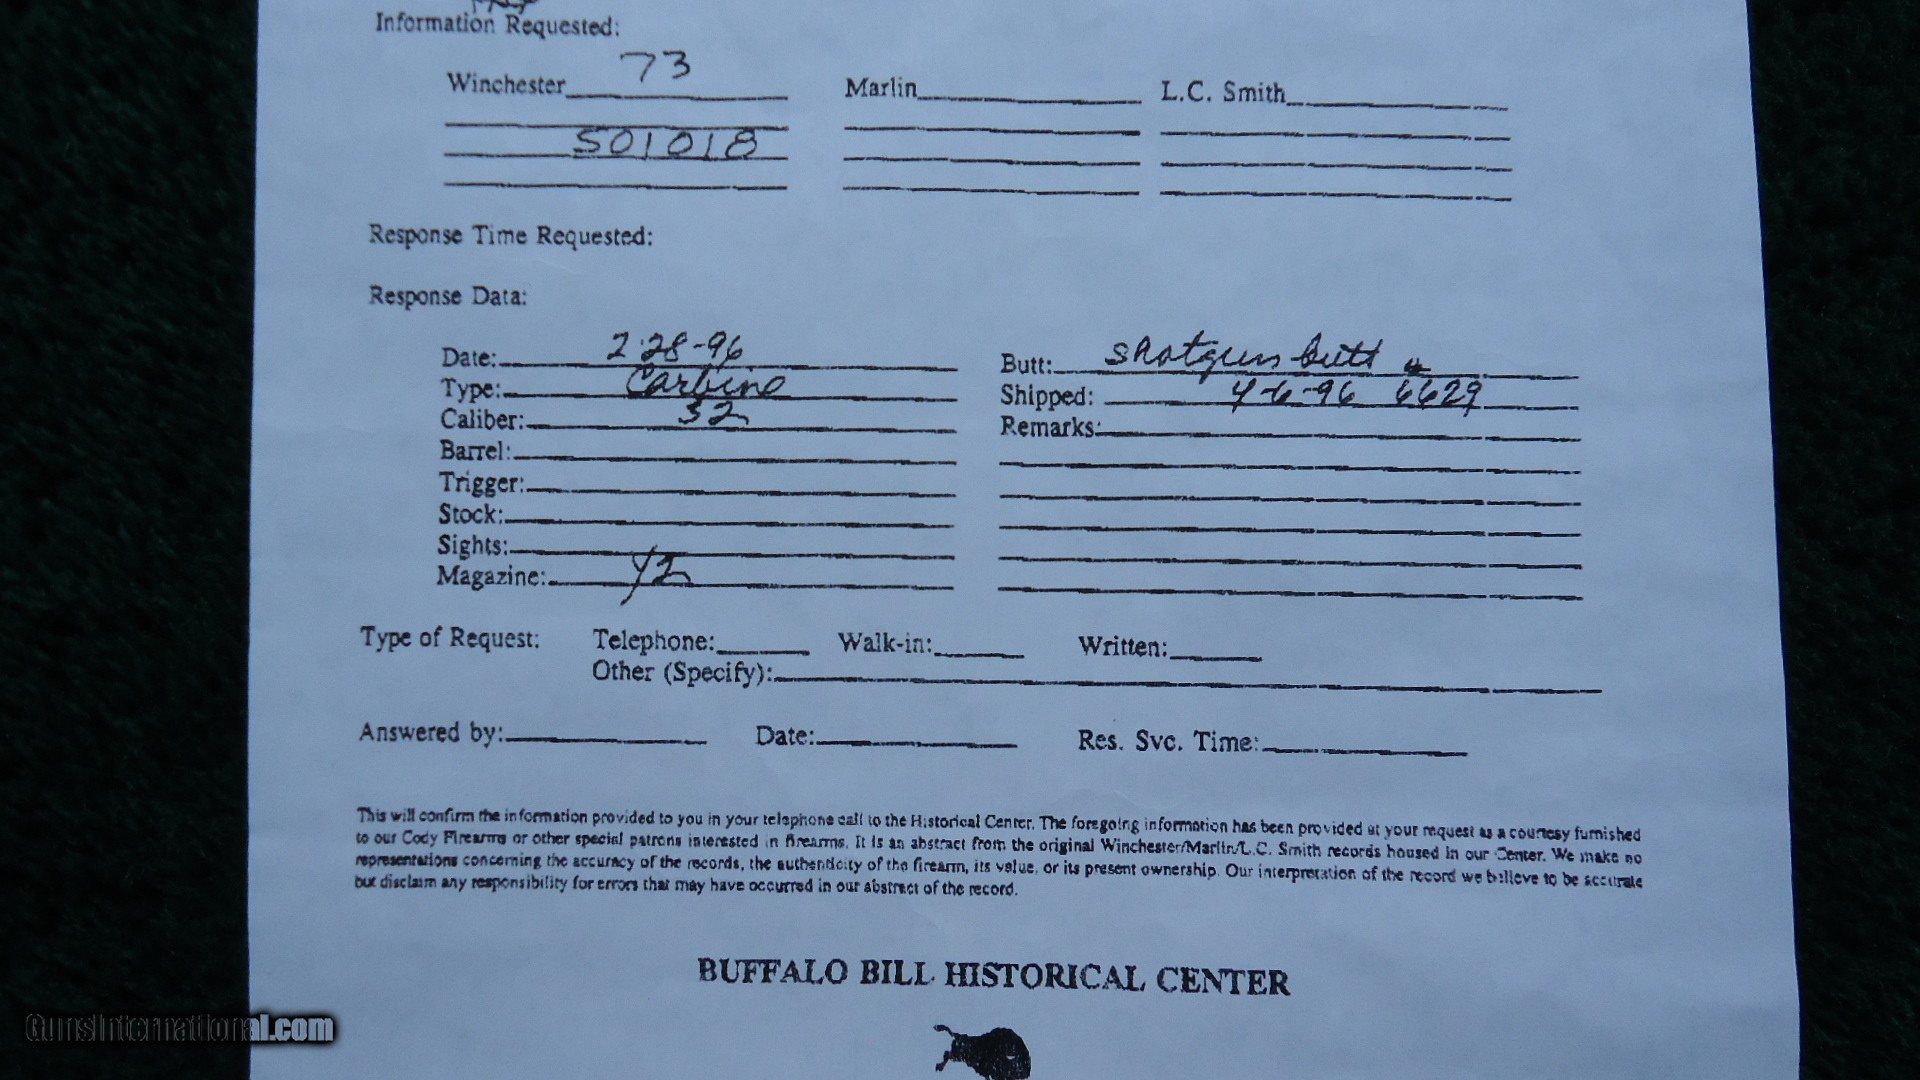 Information Requested:
Winchester 73 Marlin L.C. Smith
501018
Response Time Requested:
Response Data:
Date: 2-28-96 Butt: Shotgun butt
Type: Carbine Shipped: 4-6-96 6629
Caliber: 32 Remarks:
Barrel:
Trigger:
Stock:
Sights:
Magazine: 1/2
Type of Request: Telephone: Walk-in: Written:
Other (Specify):
Answered by: Date: Res. Svc. Time:
This will confirm the information provided to you in your telephone call to the Historical Center. The foregoing information has been provided at your request as a courtesy furnished
to our Cody Firearms or other special patrons interested in firearms. It is an abstract from the original Winchester/Marlin/L.C. Smith records housed in our Center. We make no
representations concerning the accuracy of the records, the authenticity of the firearm, its value, or its present ownership. Our interpretation of the record we believe to be accurate
but disclaim any responsibility for errors that may have occurred in our abstract of the record.
BUFFALO BILL HISTORICAL CENTER
GunsInternational.com